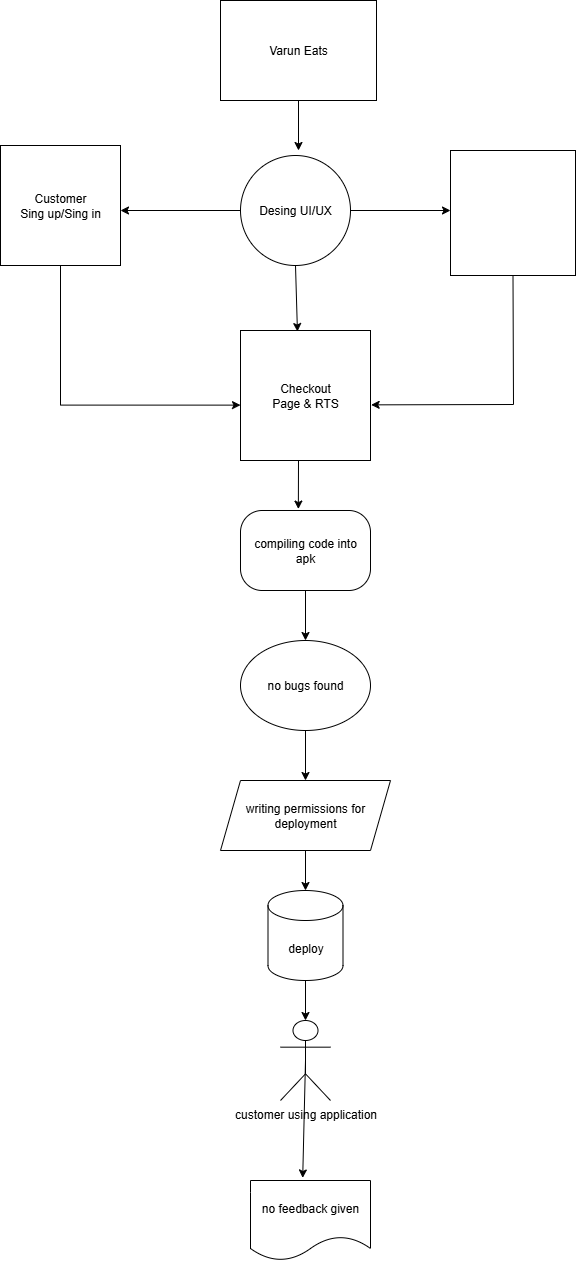 Varun Eats
Customer
Sing up/Sing in
Desing UI/UX
Checkout
Page & RTS
compiling code into
apk
no bugs found
writing permissions for
deployment
deploy
customer using application
no feedback given